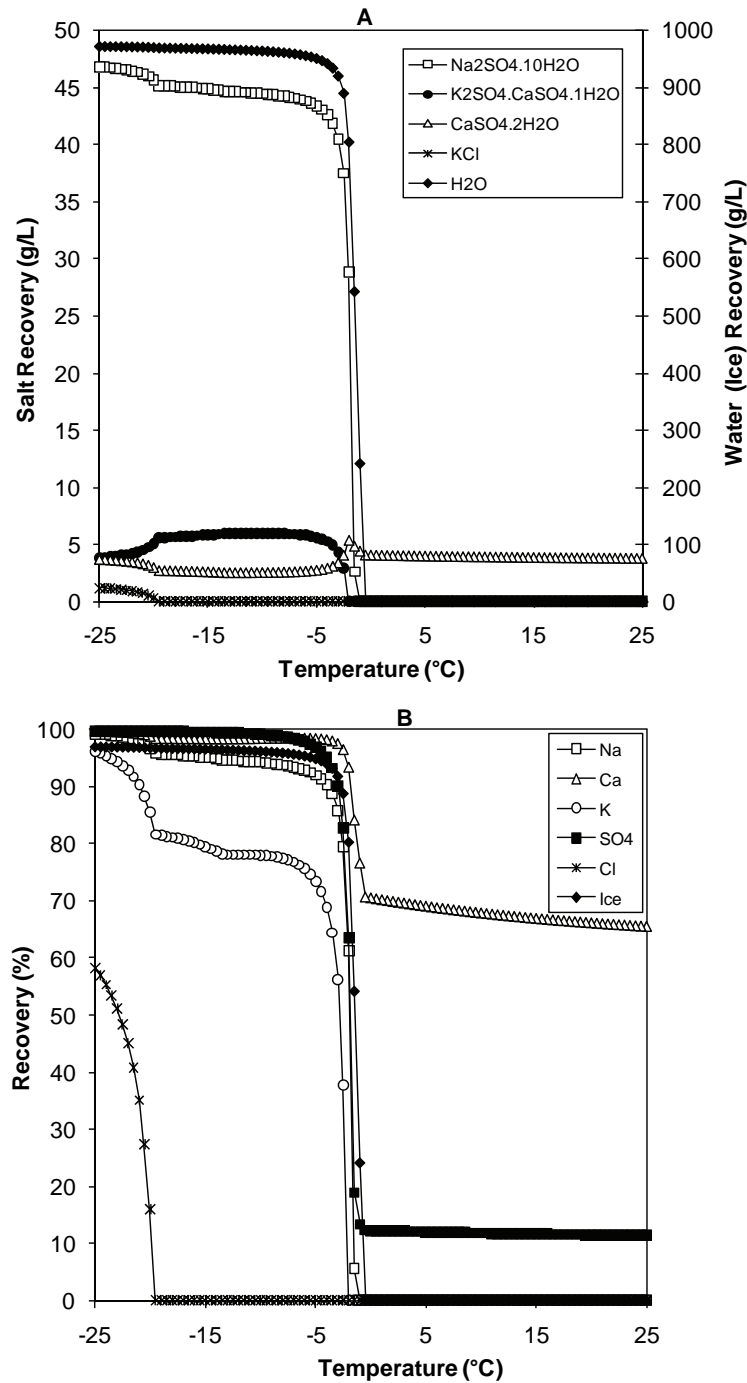 A
50
45
40
35
30
25
20
15
10
5
0
Salt Recovery (g/L)
1000
900
800
700
600
500
400
300
200
100
0
Water (Ice) Recovery (g/L)
Na2SO4.10H2O
K2SO4.CaSO4.1H2O
CaSO4.2H2O
KCl
H2O
-25 -15 -5 5 15 25
Temperature (°C)
B
100
90
80
70
60
50
40
30
20
10
0
Recovery (%)
Na
Ca
K
SO4
Cl
Ice
-25 -15 -5 5 15 25
Temperature (°C)